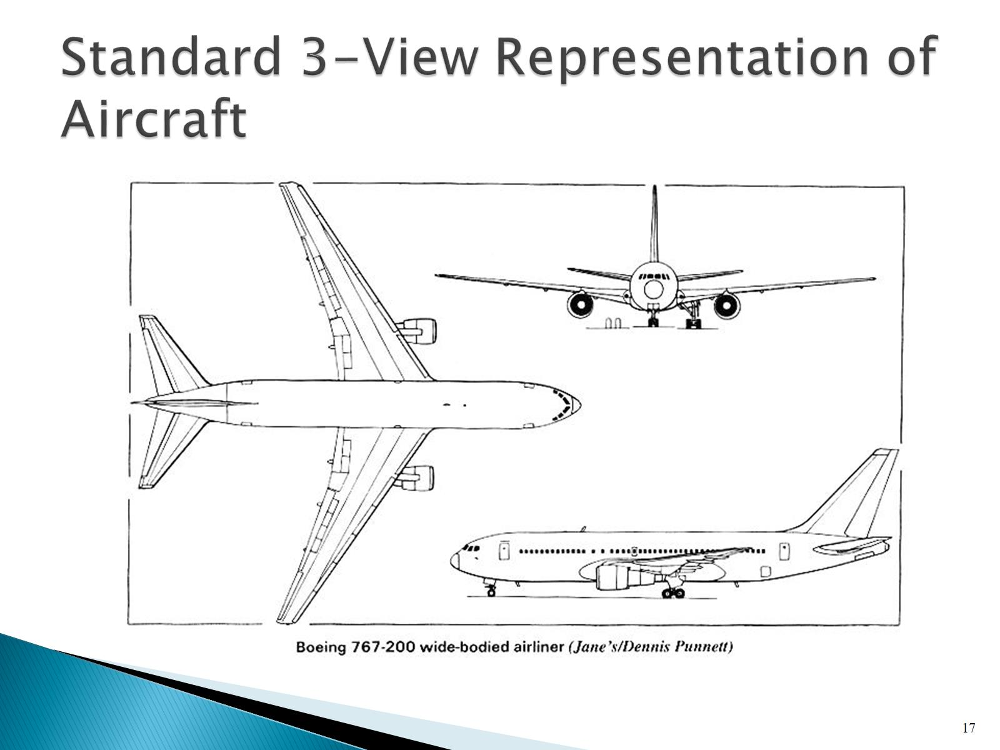 Standard 3-View Representation of
Aircraft
Boeing 767-200 wide-bodied airliner (Jane's/Dennis Punnett)
17